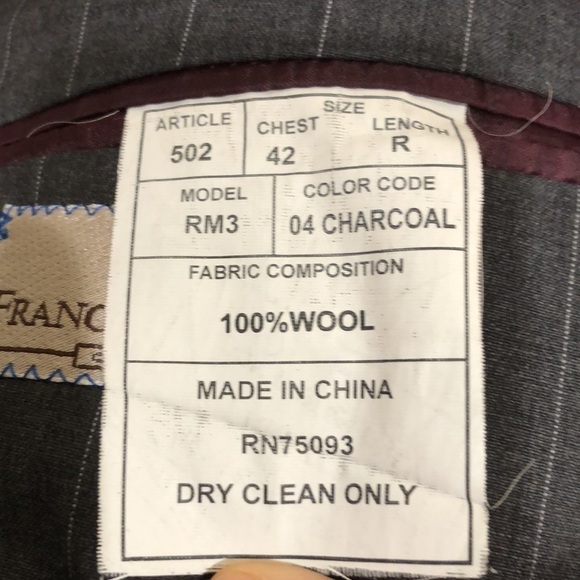 ARTICLE
502
SIZE
CHEST LENGTH
42 R
MODEL
RM3
COLOR CODE
04 CHARCOAL
FABRIC COMPOSITION
100%WOOL
MADE IN CHINA
RN75093
DRY CLEAN ONLY
FRANC